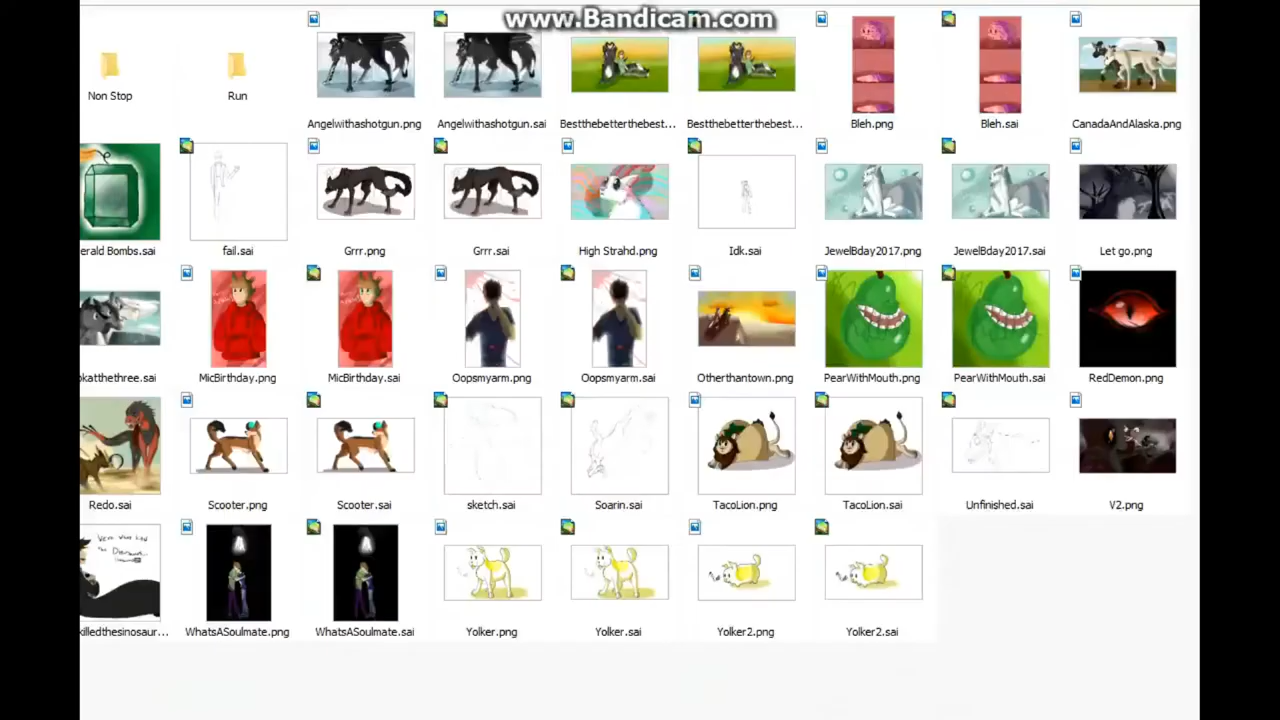 www.Bandicam.com
Non Stop
Run
Angelwithashotgun.png
Angelwithashotgun.sai
Bestthebetterthebest...
Bestthebetterthebest...
Bleh.png
Bleh.sai
CanadaAndAlaska.png
erald Bombs.sai
fail.sai
Grrr.png
Grrr.sai
High Strahd.png
Idk.sai
JewelBday2017.png
JewelBday2017.sai
Let go.png
okatthethree.sai
MicBirthday.png
MicBirthday.sai
Oopsmyarm.png
Oopsmyarm.sai
Otherthantown.png
PearWithMouth.png
PearWithMouth.sai
RedDemon.png
Redo.sai
Scooter.png
Scooter.sai
sketch.sai
Soarin.sai
TacoLion.png
TacoLion.sai
Unfinished.sai
V2.png
killedthesinosaur...
WhatsASoulmate.png
WhatsASoulmate.sai
Yolker.png
Yolker.sai
Yolker2.png
Yolker2.sai